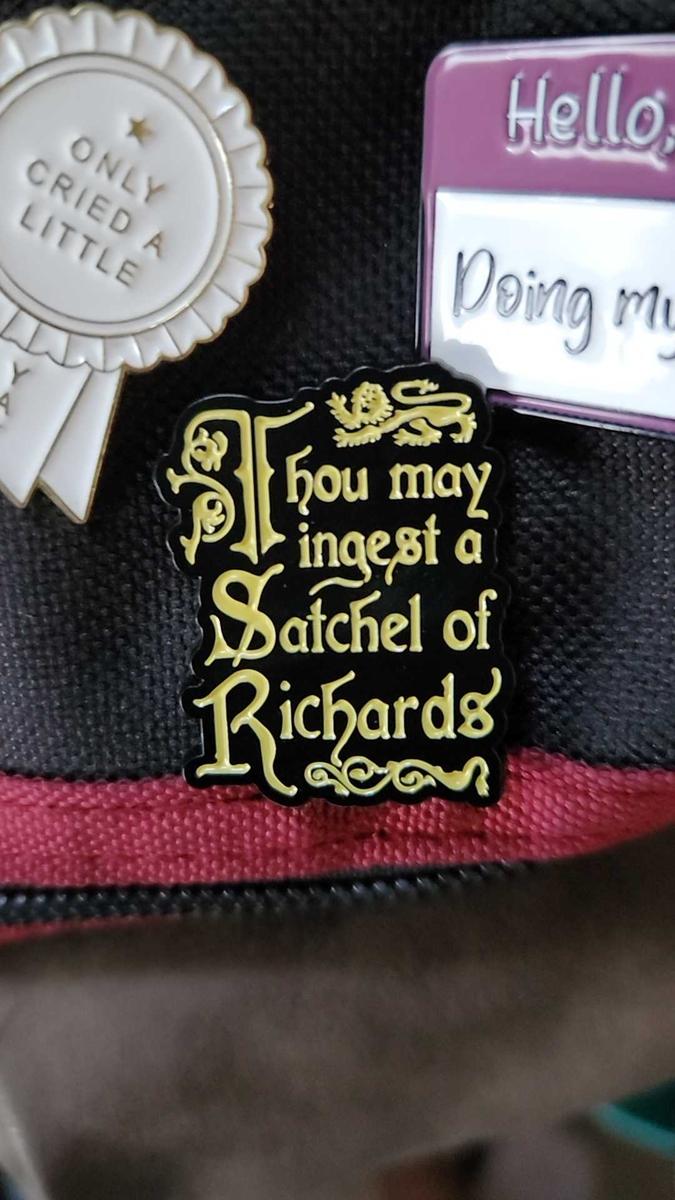 ONLY
CRIED A
LITTLE
Y
A
Hello,
Doing my
Thou may
ingest a
Satchel of
Richards